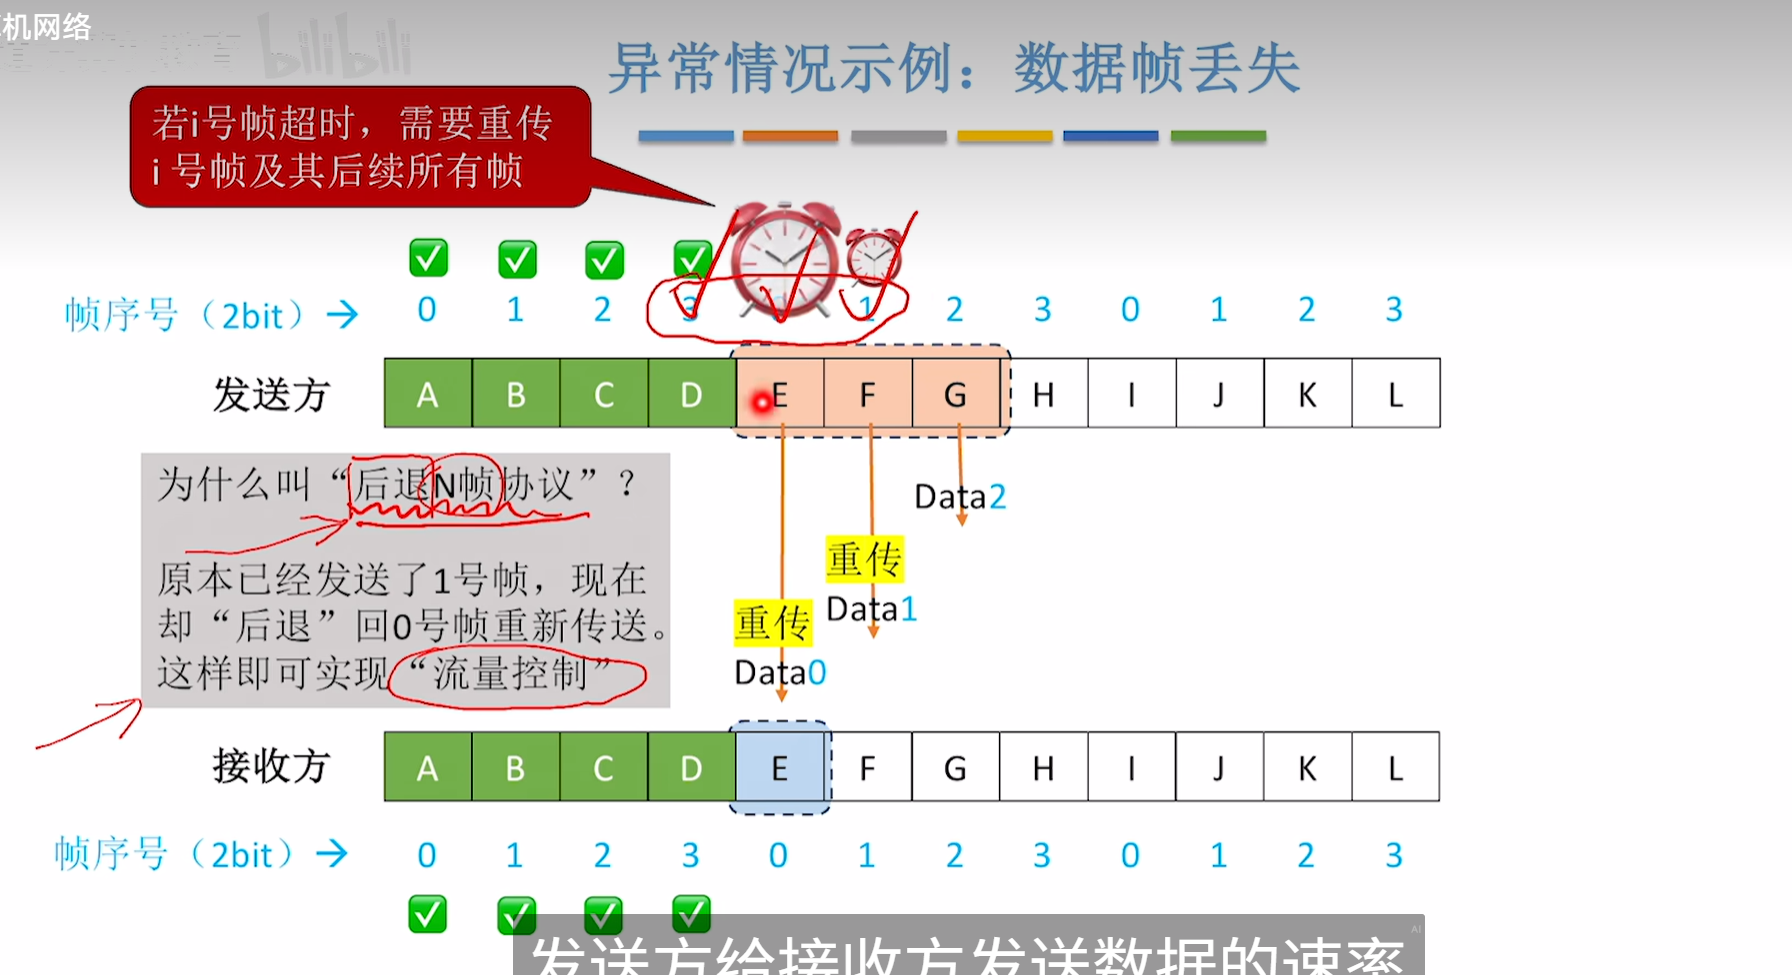 机网络
bilibili
异常情况示例：数据帧丢失
若i号帧超时，需要重传
i 号帧及其后续所有帧
帧序号（2bit）→ 0 1 2 3 1 2 3 0 1 2 3
发送方 A B C D E F G H I J K L
为什么叫“后退N帧协议”？
原本已经发送了1号帧，现在
却“后退”回0号帧重新传送。
这样即可实现“流量控制”
Data2
重传
Data1
重传
Data0
接收方 A B C D E F G H I J K L
帧序号（2bit）→ 0 1 2 3 0 1 2 3 0 1 2 3
发送方给接收方发送数据的速率
AI